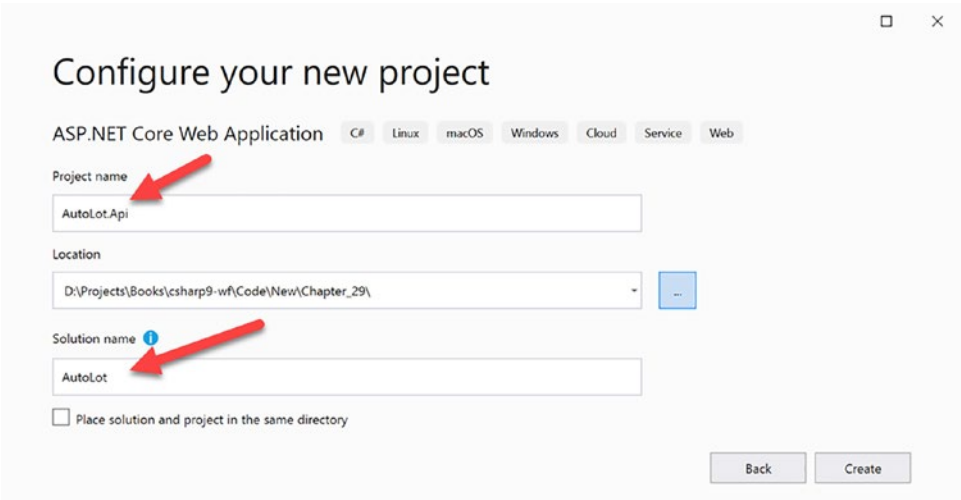 Configure your new project
ASP.NET Core Web Application C# Linux macOS Windows Cloud Service Web
Project name
AutoLot.Api
Location
D:\Projects\Books\csharp9-wf\Code\New\Chapter_29\
...
Solution name i
AutoLot
Place solution and project in the same directory
Back Create